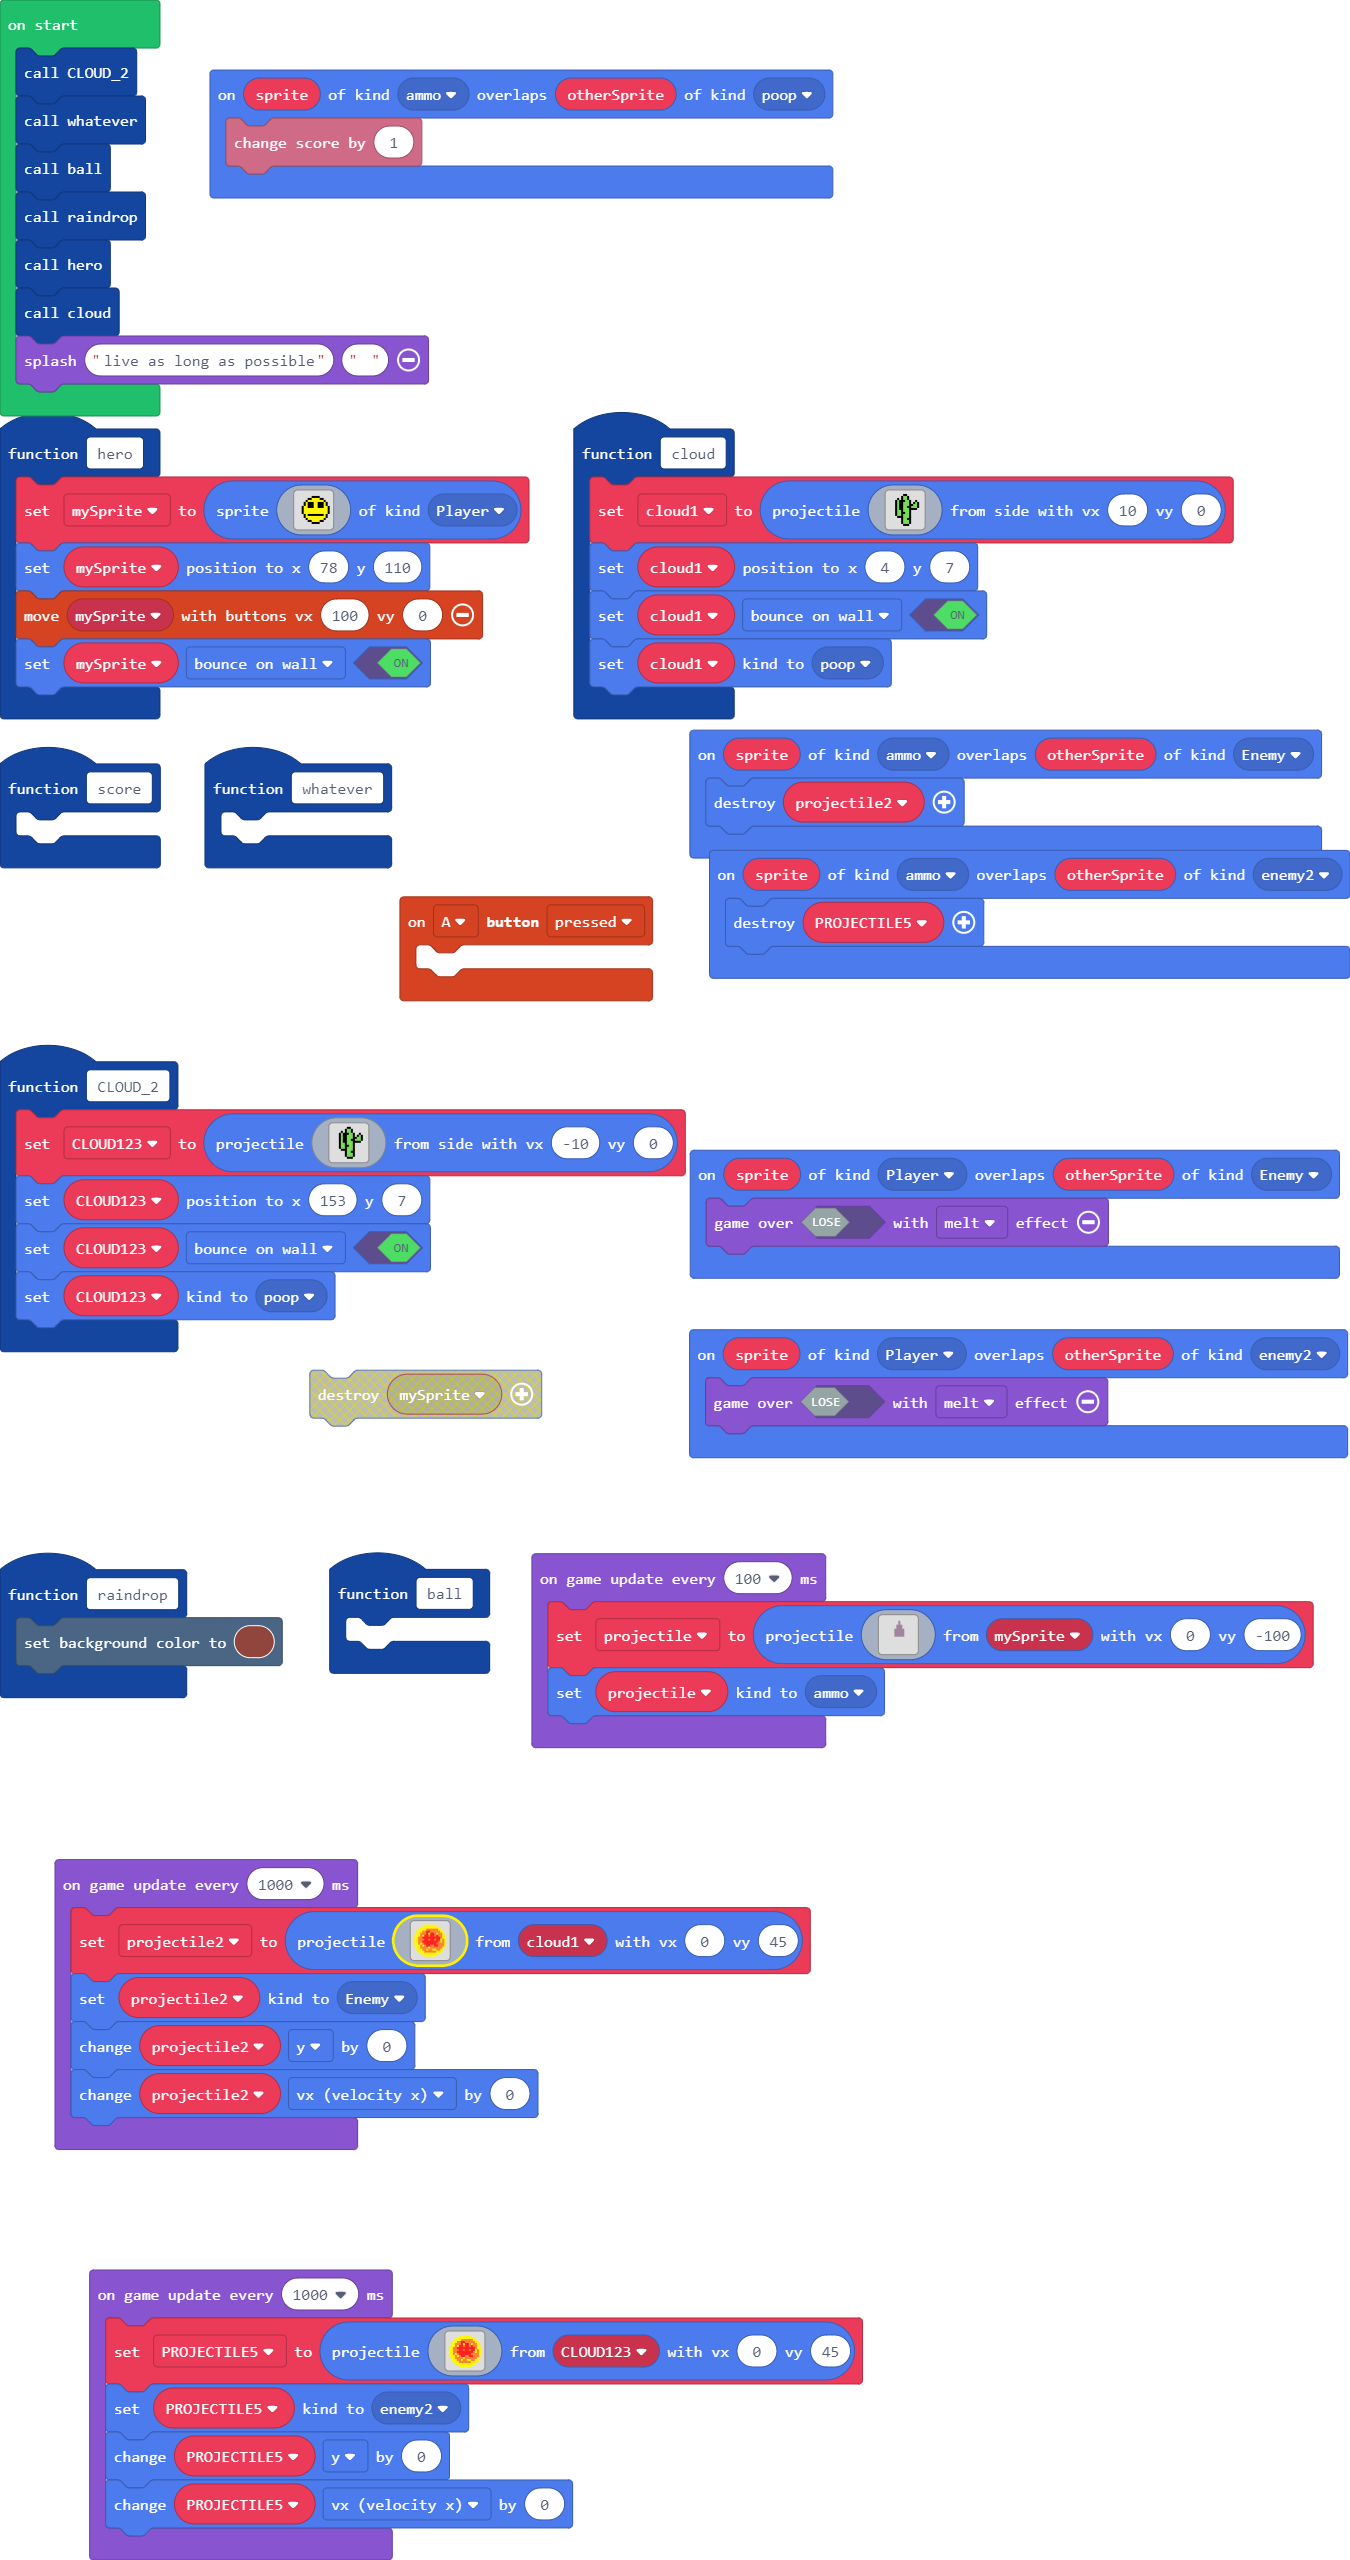 on start
call CLOUD_2
call whatever
call ball
call raindrop
call hero
call cloud
splash "live as long as possible" " "
on sprite of kind ammo overlaps otherSprite of kind poop
change score by 1
function hero
set mySprite to sprite of kind Player
set mySprite position to x 78 y 110
move mySprite with buttons vx 100 vy 0
set mySprite bounce on wall ON
function cloud
set cloud1 to projectile from side with vx 10 vy 0
set cloud1 position to x 4 y 7
set cloud1 bounce on wall ON
set cloud1 kind to poop
function score
function whatever
on sprite of kind ammo overlaps otherSprite of kind Enemy
destroy projectile2
on sprite of kind ammo overlaps otherSprite of kind enemy2
destroy PROJECTILE5
on A button pressed
function CLOUD_2
set CLOUD123 to projectile from side with vx -10 vy 0
set CLOUD123 position to x 153 y 7
set CLOUD123 bounce on wall ON
set CLOUD123 kind to poop
on sprite of kind Player overlaps otherSprite of kind Enemy
game over LOSE with melt effect
on sprite of kind Player overlaps otherSprite of kind enemy2
game over LOSE with melt effect
destroy mySprite
function raindrop
set background color to
function ball
on game update every 100 ms
set projectile to projectile from mySprite with vx 0 vy -100
set projectile kind to ammo
on game update every 1000 ms
set projectile2 to projectile from cloud1 with vx 0 vy 45
set projectile2 kind to Enemy
change projectile2 y by 0
change projectile2 vx (velocity x) by 0
on game update every 1000 ms
set PROJECTILE5 to projectile from CLOUD123 with vx 0 vy 45
set PROJECTILE5 kind to enemy2
change PROJECTILE5 y by 0
change PROJECTILE5 vx (velocity x) by 0